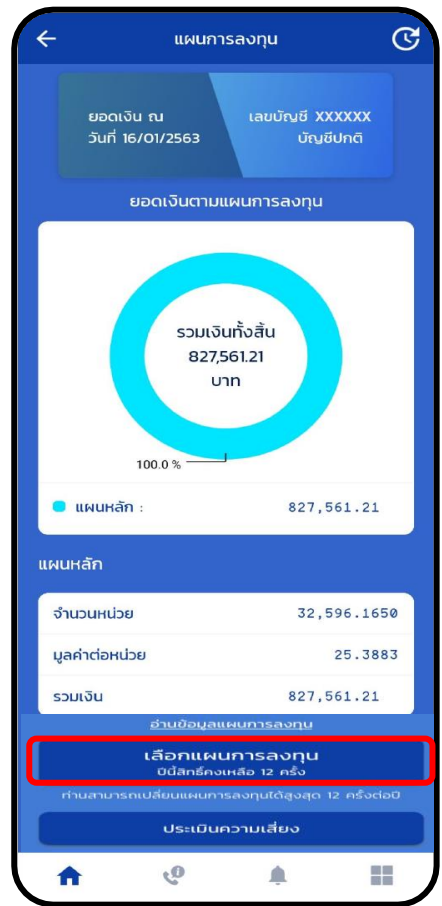 แผนการลงทุน
ยอดเงิน ณ
วันที่ 16/01/2563
เลขบัญชี XXXXXX
บัญชีปกติ
ยอดเงินตามแผนการลงทุน
รวมเงินทั้งสิ้น
827,561.21
บาท
100.0 %
แผนหลัก : 827,561.21
แผนหลัก
จำนวนหน่วย 32,596.1650
มูลค่าต่อหน่วย 25.3883
รวมเงิน 827,561.21
อ่านข้อมูลแผนการลงทุน
เลือกแผนการลงทุน
ปีนี้สิทธิ์คงเหลือ 12 ครั้ง
ท่านสามารถเปลี่ยนแผนการลงทุนได้สูงสุด 12 ครั้งต่อปี
ประเมินความเสี่ยง